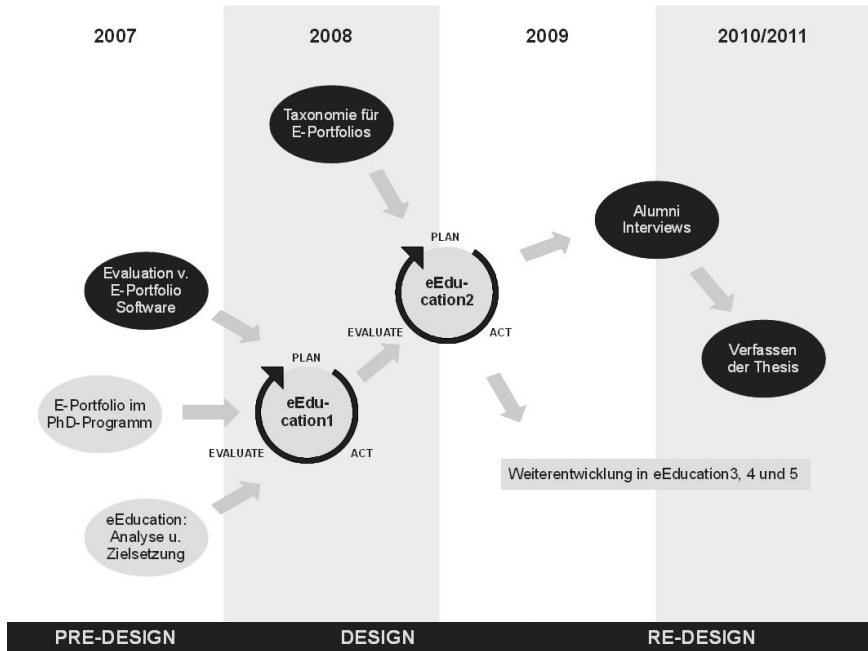 2007
2008
2009
2010/2011
Taxonomie für
E-Portfolios
Alumni
Interviews
PLAN
Evaluation v.
E-Portfolio
Software
eEdu-
cation2
EVALUATE
ACT
Verfassen
der Thesis
PLAN
E-Portfolio im
PhD-Programm
eEdu-
cation1
EVALUATE
ACT
Weiterentwicklung in eEducation3, 4 und 5
eEducation:
Analyse u.
Zielsetzung
PRE-DESIGN
DESIGN
RE-DESIGN